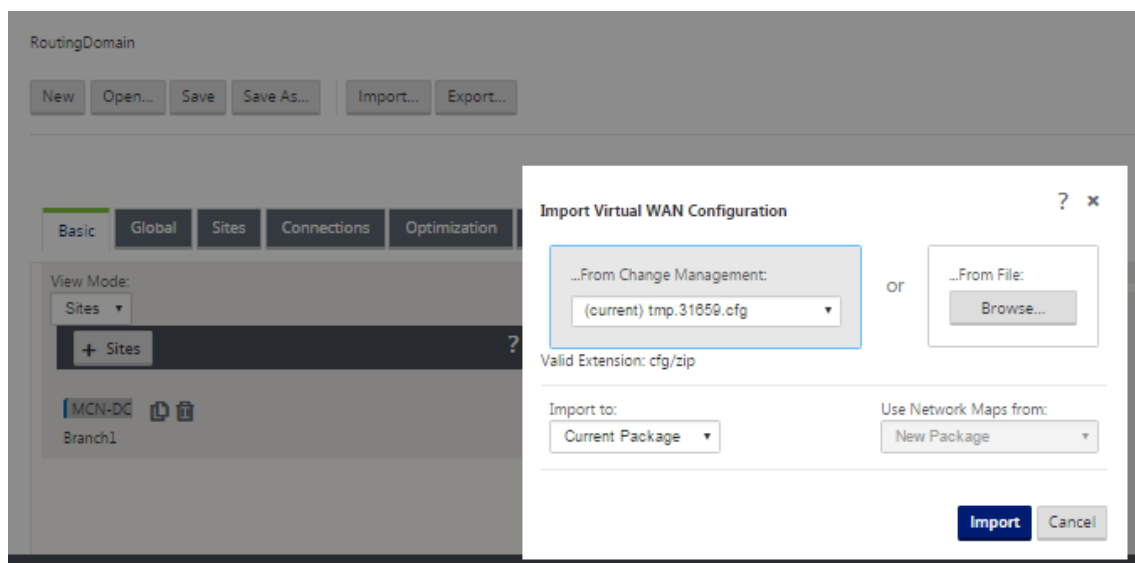 RoutingDomain
New Open... Save Save As... Import... Export...
Basic Global Sites Connections Optimization
View Mode:
Sites
+ Sites ?
MCN-DC
Branch1
Import Virtual WAN Configuration ? ×
...From Change Management:
(current) tmp.31659.cfg
or
...From File:
Browse...
Valid Extension: cfg/zip
Import to:
Current Package
Use Network Maps from:
New Package
Import Cancel